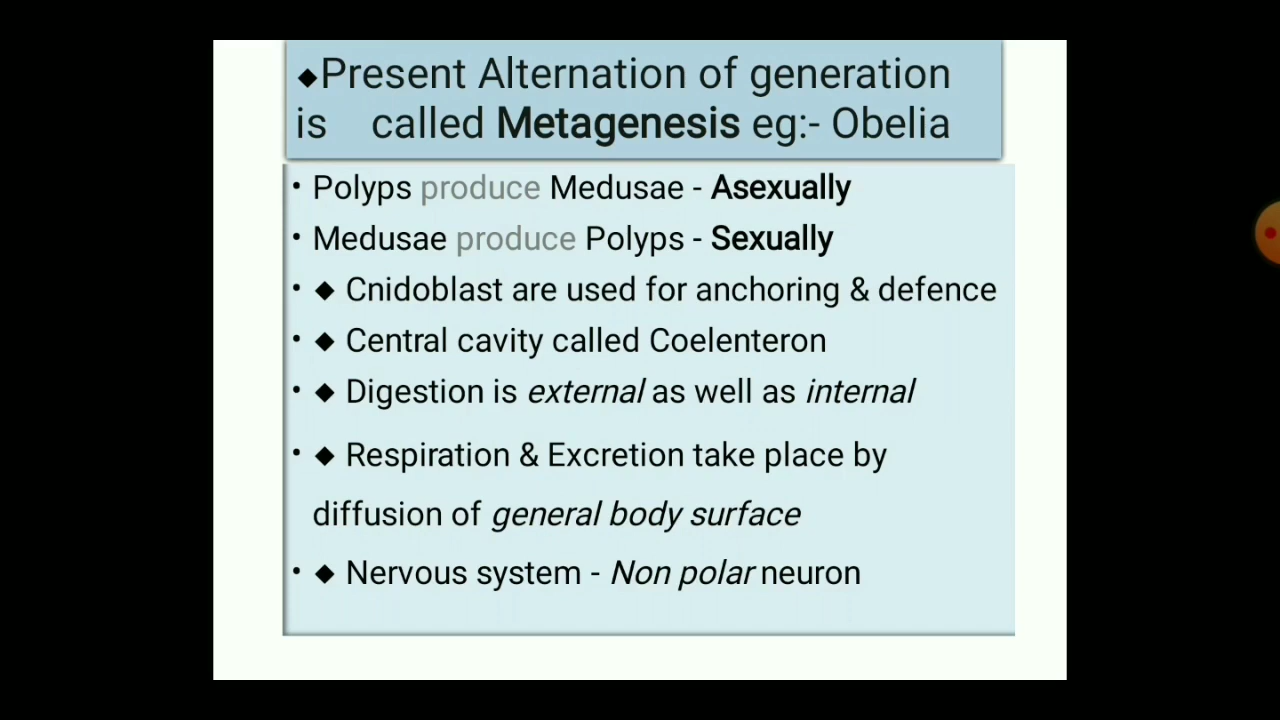 ◆Present Alternation of generation
is called Metagenesis eg:- Obelia
• Polyps produce Medusae - Asexually
• Medusae produce Polyps - Sexually
• ◆ Cnidoblast are used for anchoring & defence
• ◆ Central cavity called Coelenteron
• ◆ Digestion is external as well as internal
• ◆ Respiration & Excretion take place by
diffusion of general body surface
• ◆ Nervous system - Non polar neuron